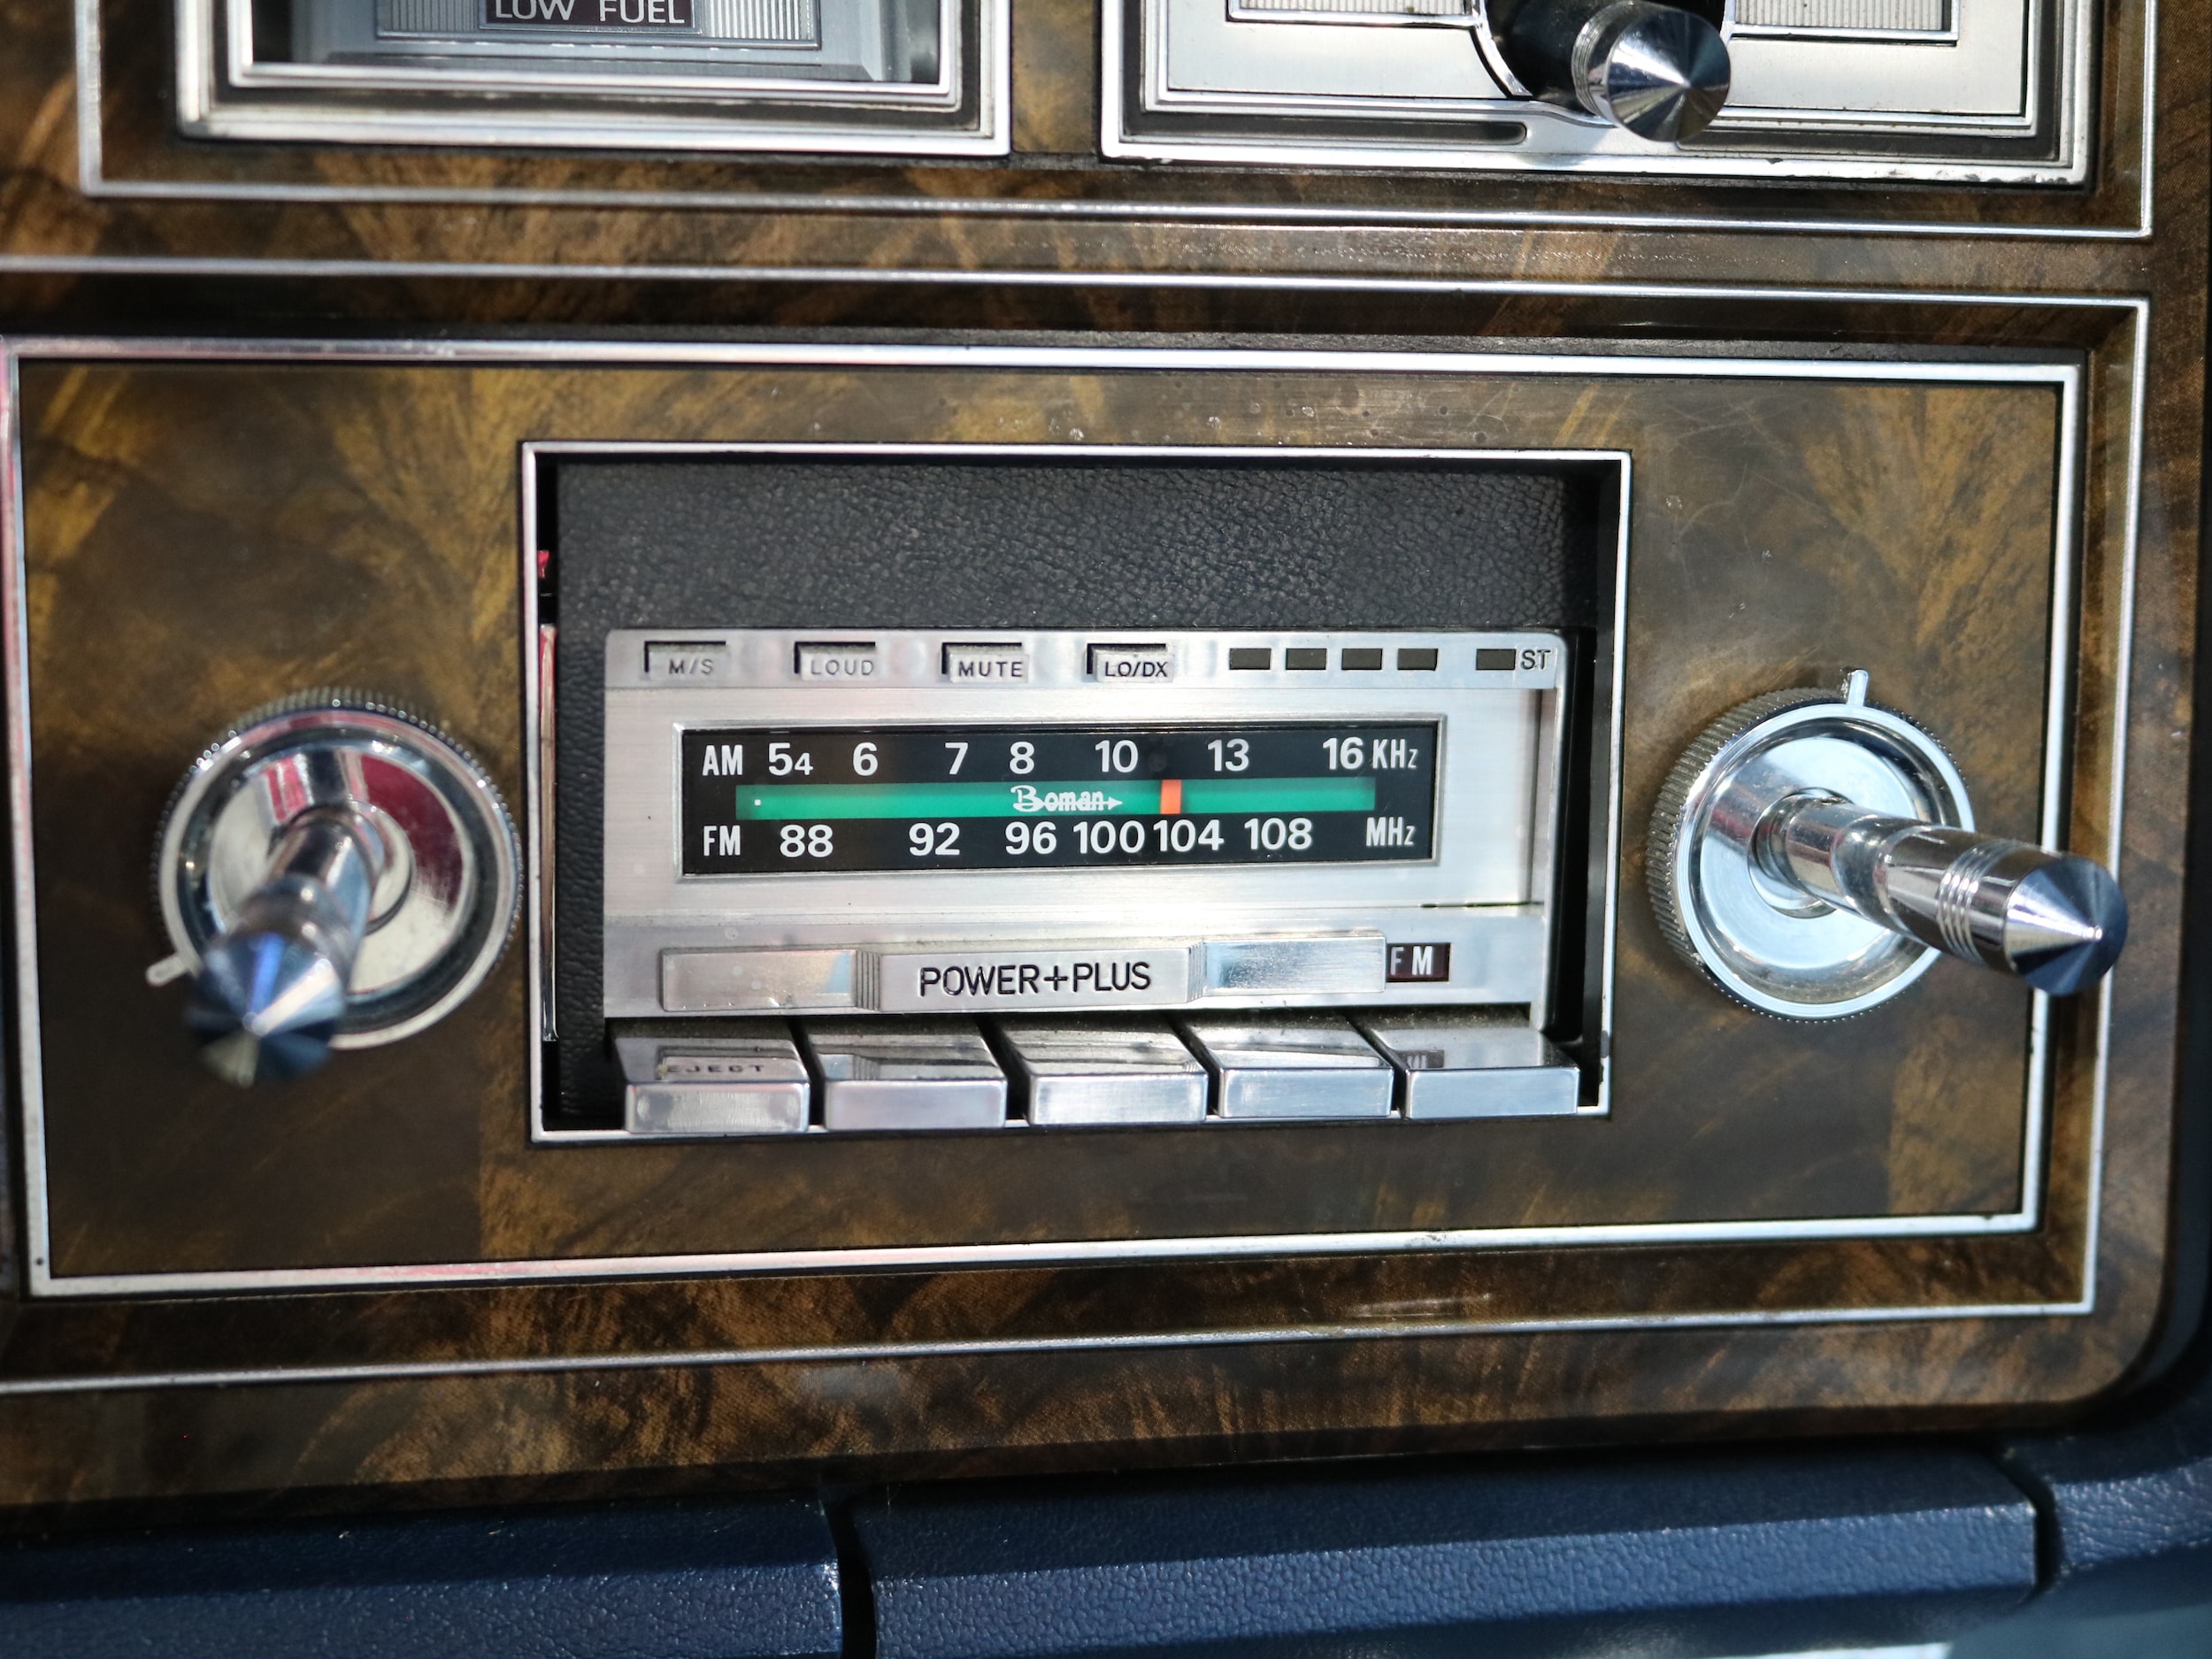 LOW FUEL
M/S LOUD MUTE LO/DX ST
AM 54 6 7 8 10 13 16 KHz
Boman
FM 88 92 96 100 104 108 MHz
POWER+PLUS FM
EJECT